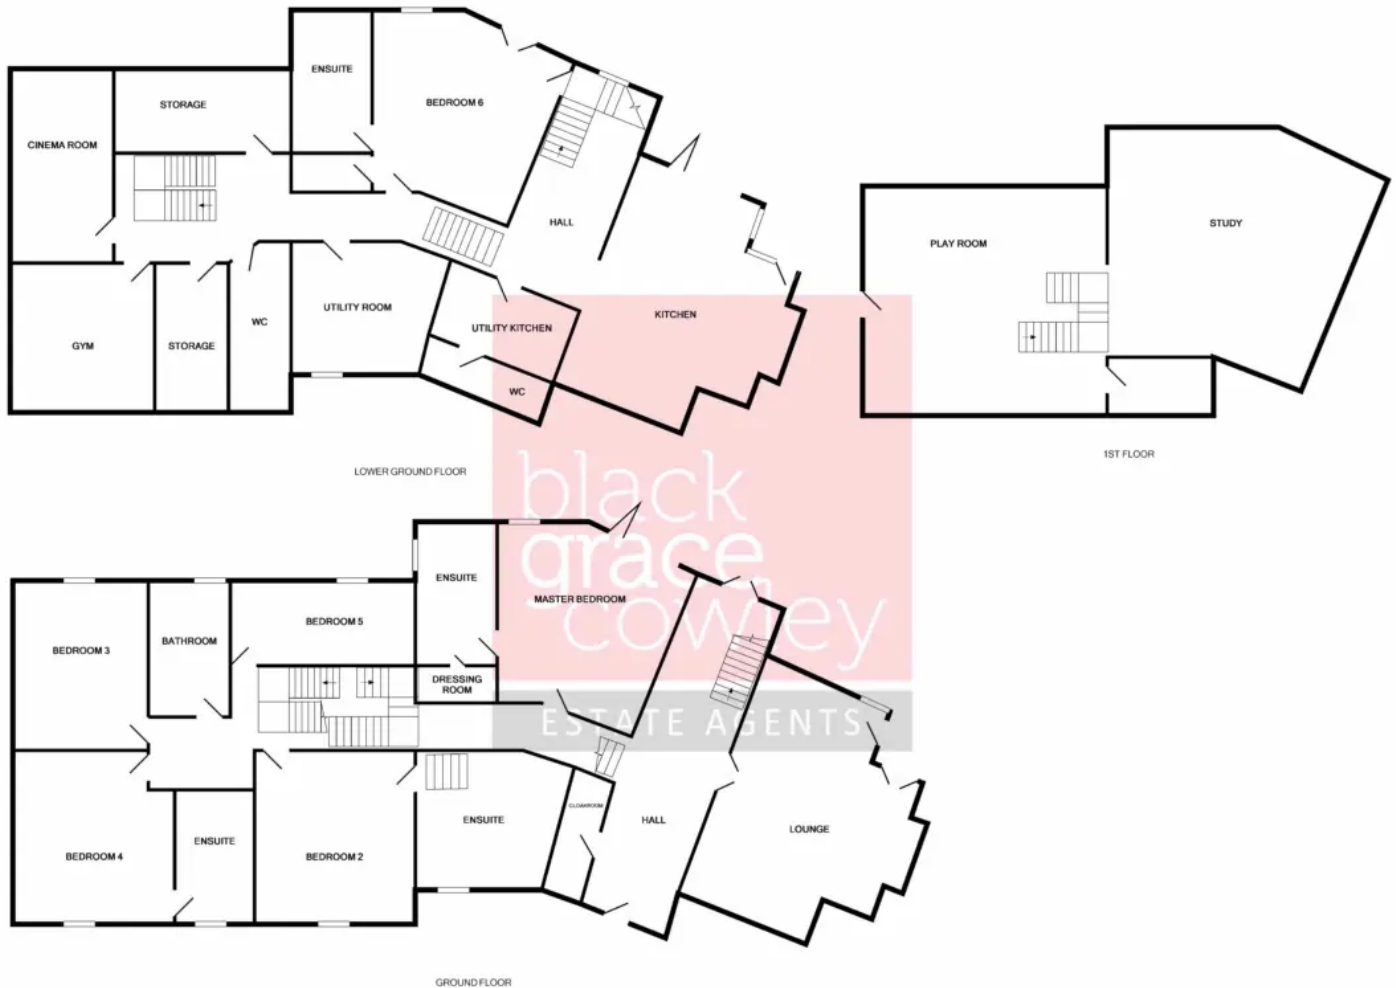 ENSUITE
STORAGE
BEDROOM 6
CINEMA ROOM
HALL
UTILITY ROOM
WC
UTILITY KITCHEN
KITCHEN
GYM
STORAGE
WC
LOWER GROUND FLOOR
STUDY
PLAY ROOM
1ST FLOOR
black
grace
cowley
ESTATE AGENTS
ENSUITE
MASTER BEDROOM
BEDROOM 5
BATHROOM
BEDROOM 3
DRESSING
ROOM
CLOAKROOM
ENSUITE
HALL
LOUNGE
ENSUITE
BEDROOM 4
BEDROOM 2
GROUND FLOOR